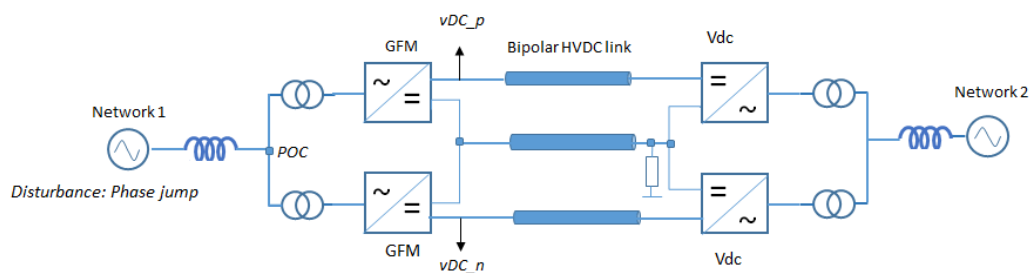 vDC_p
GFM
Bipolar HVDC link
Vdc
~
=
=
~
Network 1
Network 2
POC
Disturbance: Phase jump
~
=
=
~
GFM
vDC_n
Vdc